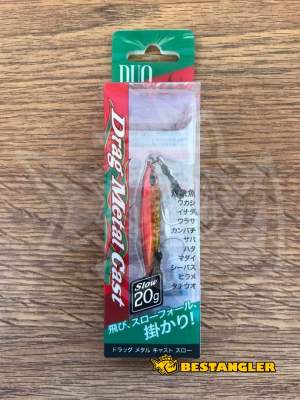 DUO
Drag Metal Cast
対象魚
ワカシ
イナダ
ワラサ
カンパチ
サバ
ハタ
マダイ
シーバス
ヒラメ
タチウオ
Slow
20g
飛び、スローフォール、
掛かり!
ドラッグ メタル キャスト スロー
BESTANGLER